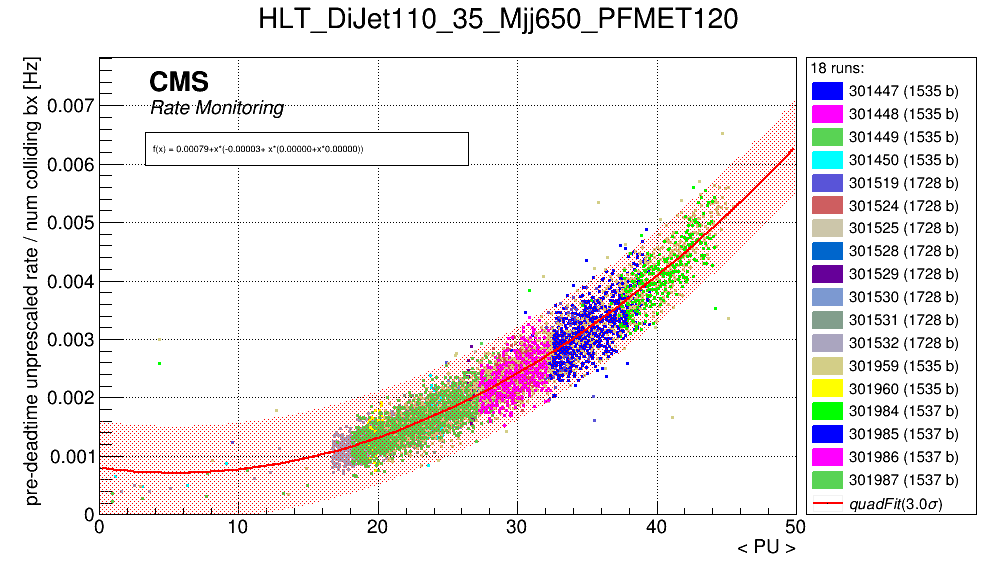 HLT_DiJet110_35_Mjj650_PFMET120
pre-deadtime unprescaled rate / num colliding bx [Hz]
CMS
Rate Monitoring
f(x) = 0.00079+x*(-0.00003+ x*(0.00000+x*0.00000))
0.007
0.006
0.005
0.004
0.003
0.002
0.001
0
0 10 20 30 40 50
< PU >
18 runs:
301447 (1535 b)
301448 (1535 b)
301449 (1535 b)
301450 (1535 b)
301519 (1728 b)
301524 (1728 b)
301525 (1728 b)
301528 (1728 b)
301529 (1728 b)
301530 (1728 b)
301531 (1728 b)
301532 (1728 b)
301959 (1535 b)
301960 (1535 b)
301984 (1537 b)
301985 (1537 b)
301986 (1537 b)
301987 (1537 b)
quadFit(3.0σ)